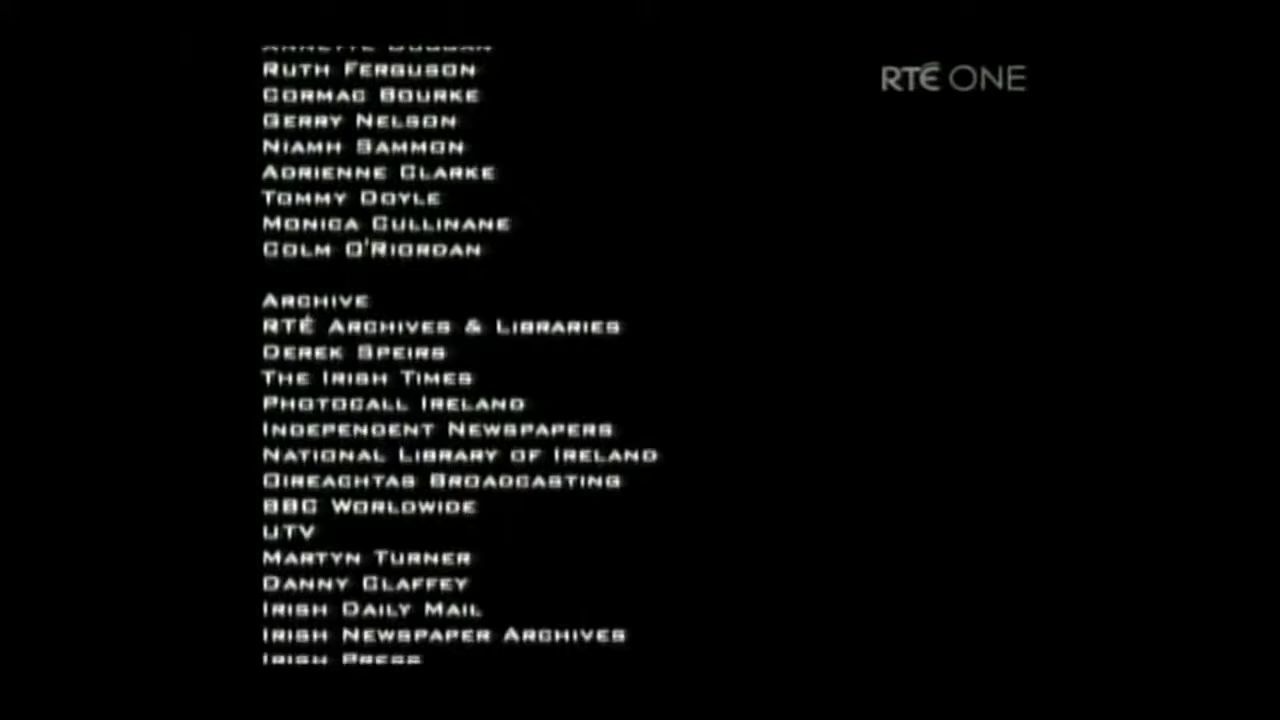 Ruth Ferguson
Cormac Bourke
Gerry Nelson
Niamh Sammon
Adrienne Clarke
Tommy Doyle
Monica Cullinane
Colm O'Riordan
Archive
RTÉ Archives & Libraries
Derek Speirs
The Irish Times
Photocall Ireland
Independent Newspapers
National Library of Ireland
Oireachtas Broadcasting
BBC Worldwide
UTV
Martyn Turner
Danny Claffey
Irish Daily Mail
Irish Newspaper Archives
Irish Press
RTÉ ONE